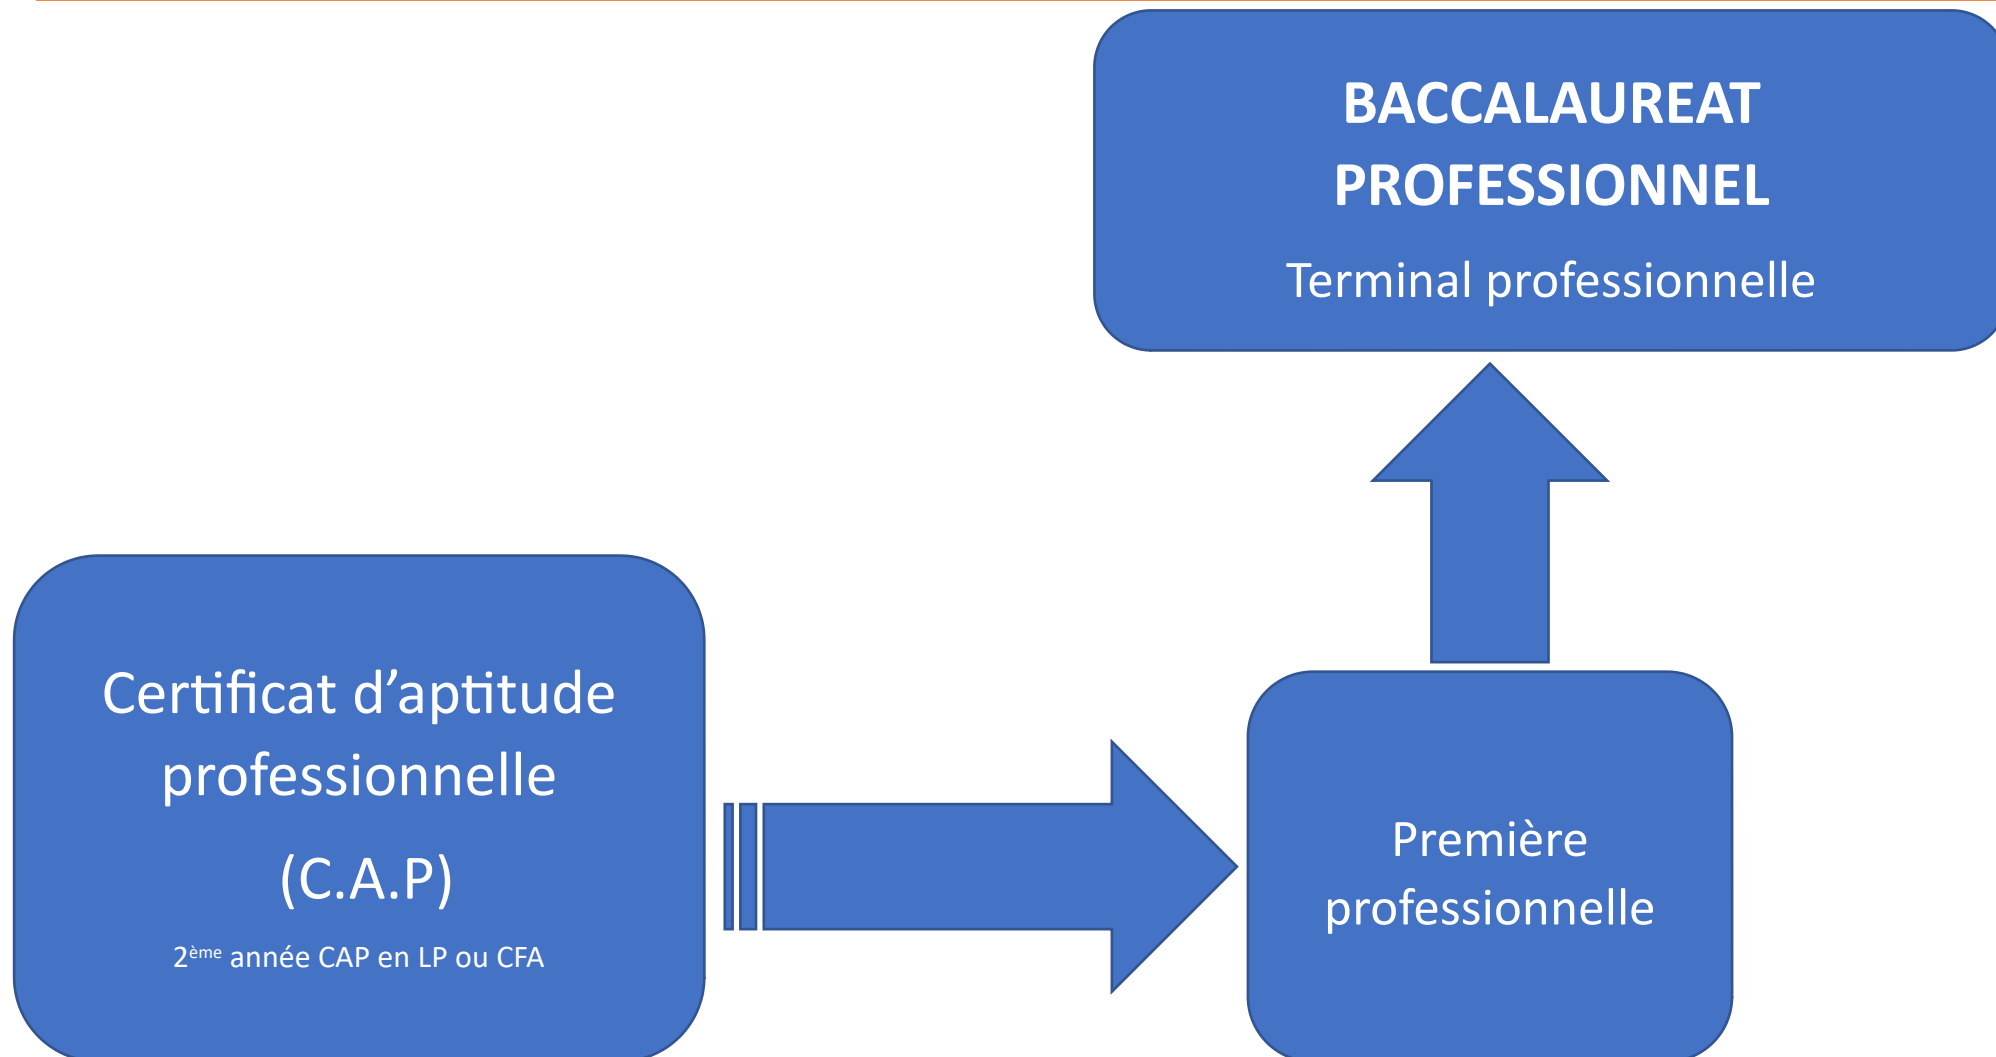 BACCALAUREAT
PROFESSIONNEL
Terminal professionnelle
Certificat d’aptitude
professionnelle
(C.A.P)
2ème année CAP en LP ou CFA
Première
professionnelle